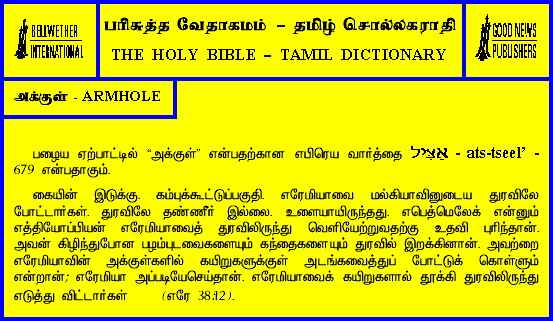 BELLWETHER
INTERNATIONAL
பரிசுத்த வேதாகமம் – தமிழ் சொல்லகராதி
THE HOLY BIBLE – TAMIL DICTIONARY
GOOD NEWS
PUBLISHERS
அக்குள் - ARMHOLE
பழைய ஏற்பாட்டில் “அக்குள்” என்பதற்கான எபிரெய வார்த்தை אַצִּיל - ats-tseel’ -
679 என்பதாகும்.
கையின் இடுக்கு. கம்புக்கூட்டுப்பகுதி. எரேமியாவை மல்கியாவினுடைய துரவிலே
போட்டார்கள். துரவிலே தண்ணீர் இல்லை. உளையாயிருந்தது. எபெத்மெலேக் என்னும்
எத்தியோப்பியன் எரேமியாவைத் துரவிலிருந்து வெளியேற்றுவதற்கு உதவி புரிந்தான்.
அவன் கிழிந்துபோன பழம்புடவைகளையும் கந்தைகளையும் துரவில் இறக்கினான். அவற்றை
எரேமியாவின் அக்குள்களில் கயிறுகளுக்குள் அடங்கவைத்துப் போட்டுக் கொள்ளும்
என்றான்; எரேமியா அப்படியேசெய்தான். எரேமியாவைக் கயிறுகளால் தூக்கி துரவிலிருந்து
எடுத்து விட்டார்கள் (எரே 38:12).